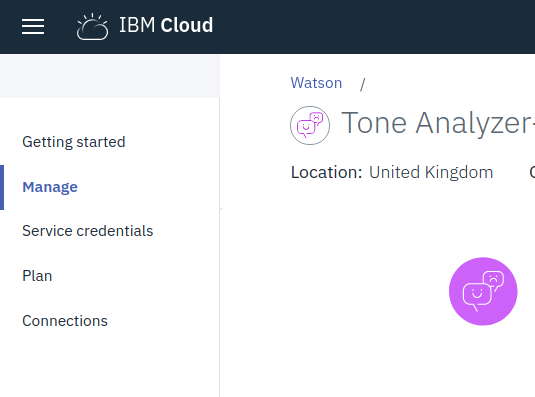 IBM Cloud
Watson /
Tone Analyzer-
Location: United Kingdom
Getting started
Manage
Service credentials
Plan
Connections